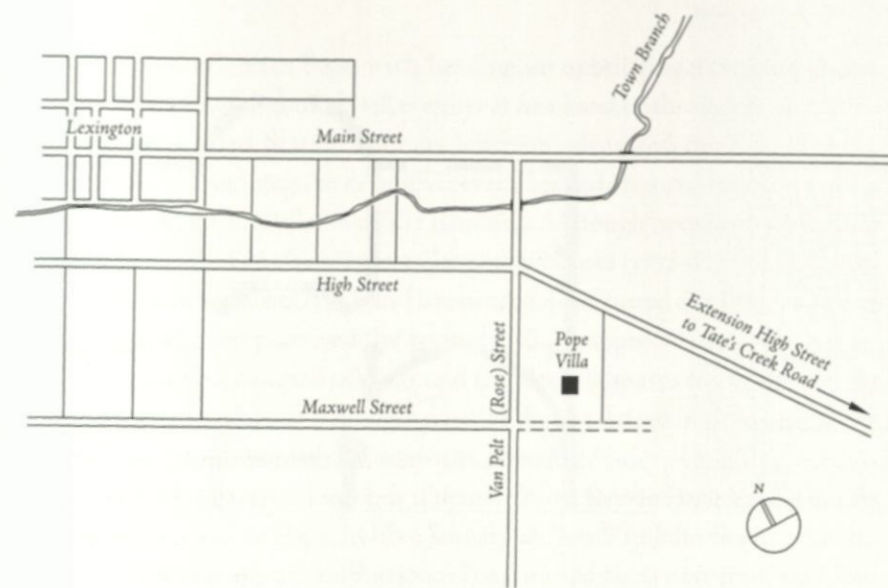 Town Branch
Lexington
Main Street
High Street
Extension High Street
to Tate's Creek Road
Pope
Villa
(Rose) Street
Maxwell Street
Van Pelt
N